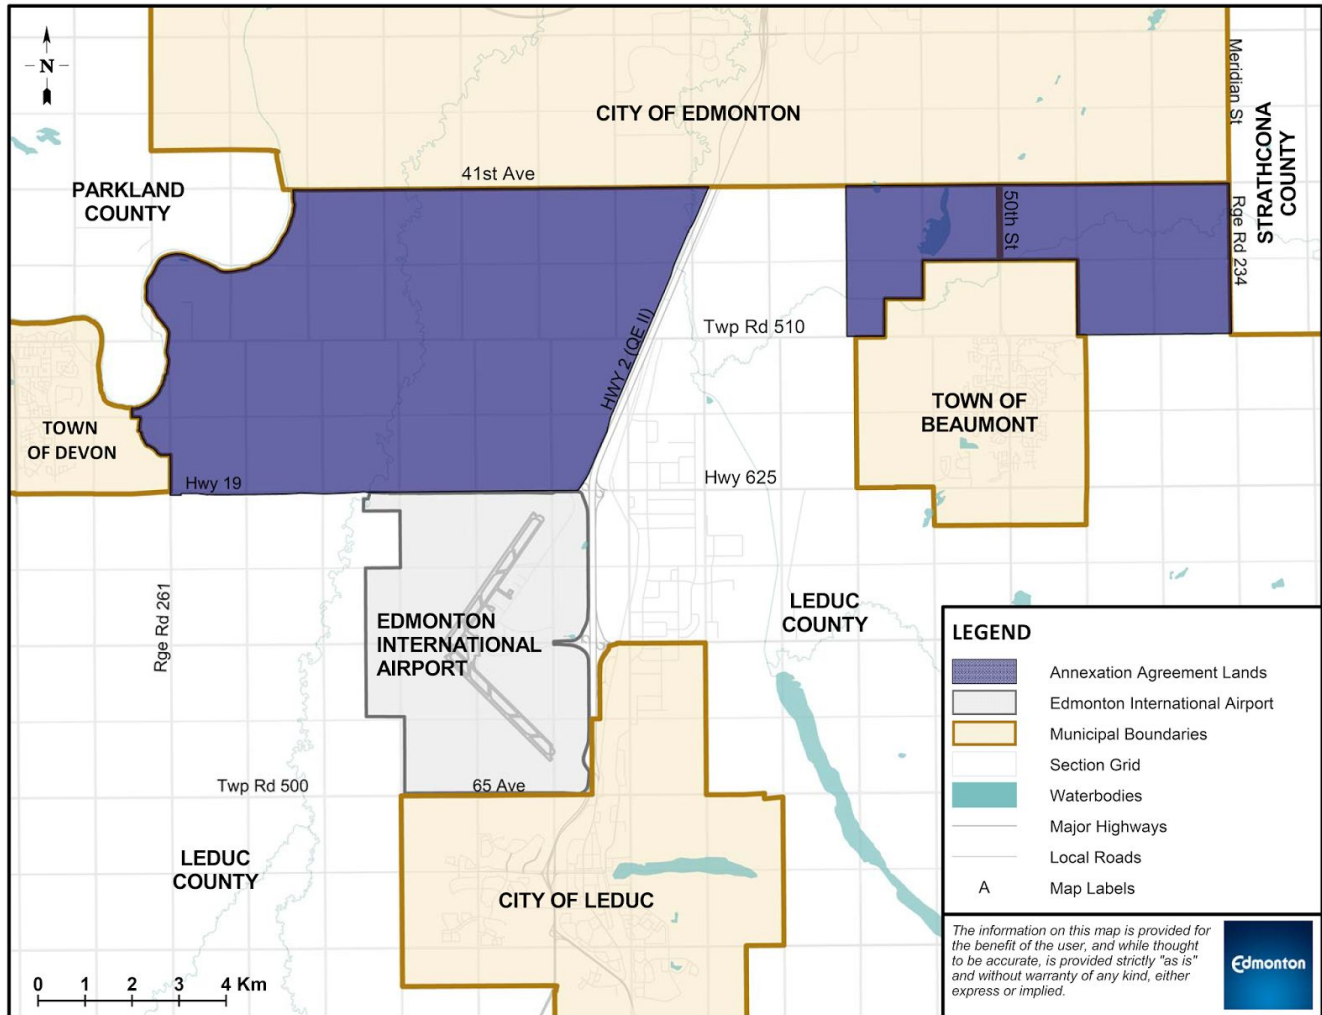 N
CITY OF EDMONTON
Meridian St
STRATHCONA
COUNTY
PARKLAND
COUNTY
41st Ave
50th St
Rge Rd 234
HWY 2 (QE II)
Twp Rd 510
TOWN OF
BEAUMONT
TOWN
OF DEVON
Hwy 19
Hwy 625
Rge Rd 261
EDMONTON
INTERNATIONAL
AIRPORT
LEDUC
COUNTY
Twp Rd 500
65 Ave
LEDUC
COUNTY
CITY OF LEDUC
0 1 2 3 4 Km
LEGEND
Annexation Agreement Lands
Edmonton International Airport
Municipal Boundaries
Section Grid
Waterbodies
Major Highways
Local Roads
A Map Labels
The information on this map is provided for
the benefit of the user, and while thought
to be accurate, is provided strictly "as is"
and without warranty of any kind, either
express or implied.
Edmonton